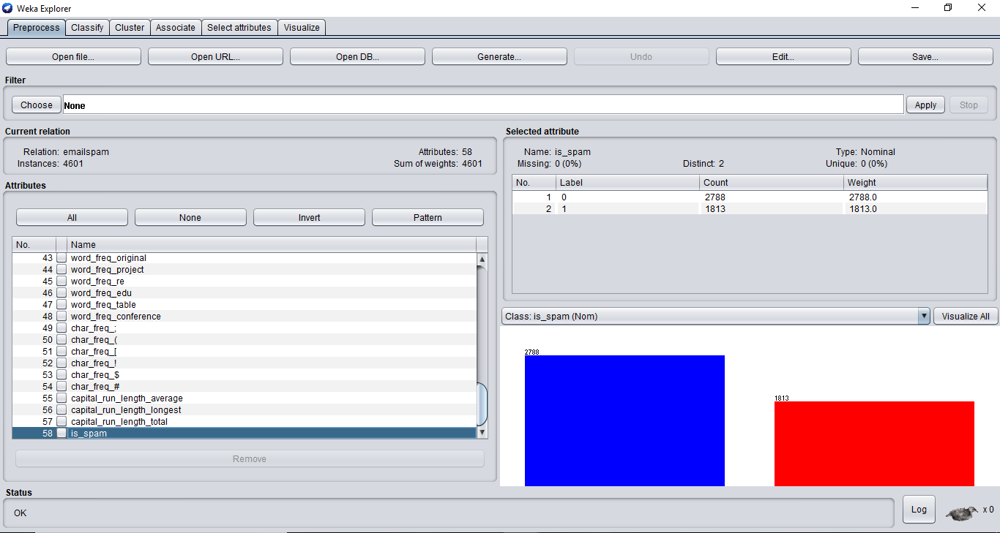 Weka Explorer
Preprocess Classify Cluster Associate Select attributes Visualize
Open file... Open URL... Open DB... Generate... Undo Edit... Save...
Filter
Choose None Apply Stop
Current relation
Relation: emailspam Attributes: 58
Instances: 4601 Sum of weights: 4601
Attributes
All None Invert Pattern
No. Name
43 word_freq_original
44 word_freq_project
45 word_freq_re
46 word_freq_edu
47 word_freq_table
48 word_freq_conference
49 char_freq_;
50 char_freq_(
51 char_freq_[
52 char_freq_!
53 char_freq_$
54 char_freq_#
55 capital_run_length_average
56 capital_run_length_longest
57 capital_run_length_total
58 is_spam
Remove
Selected attribute
Name: is_spam Type: Nominal
Missing: 0 (0%) Distinct: 2 Unique: 0 (0%)
No. Label Count Weight
1 0 2788 2788.0
2 1 1813 1813.0
Class: is_spam (Nom) Visualize All
2788
1813
Status
OK Log x 0